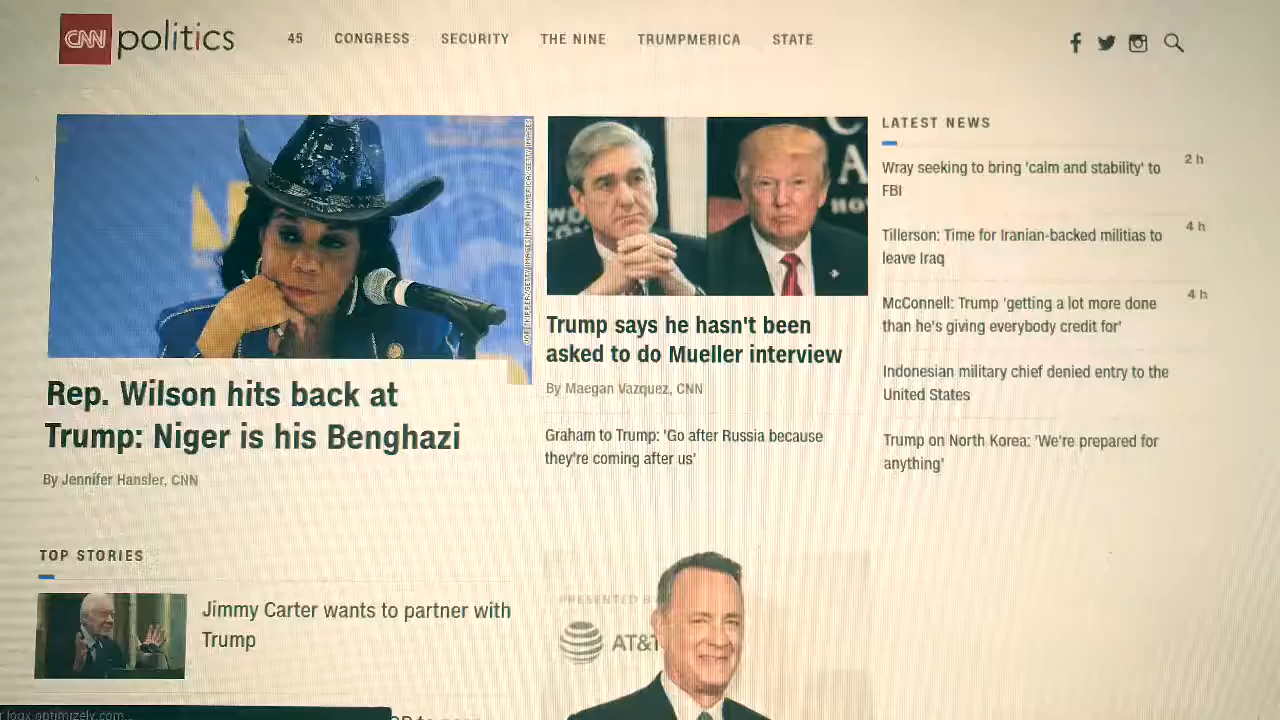 CNN politics
45 CONGRESS SECURITY THE NINE TRUMPMERICA STATE
Rep. Wilson hits back at
Trump: Niger is his Benghazi
By Jennifer Hansler, CNN
Trump says he hasn't been
asked to do Mueller interview
By Maegan Vazquez, CNN
Graham to Trump: 'Go after Russia because
they're coming after us'
LATEST NEWS
Wray seeking to bring 'calm and stability' to
FBI
2 h
Tillerson: Time for Iranian-backed militias to
leave Iraq
4 h
McConnell: Trump 'getting a lot more done
than he's giving everybody credit for'
4 h
Indonesian military chief denied entry to the
United States
Trump on North Korea: 'We're prepared for
anything'
TOP STORIES
Jimmy Carter wants to partner with
Trump
PRESENTED B
AT&T